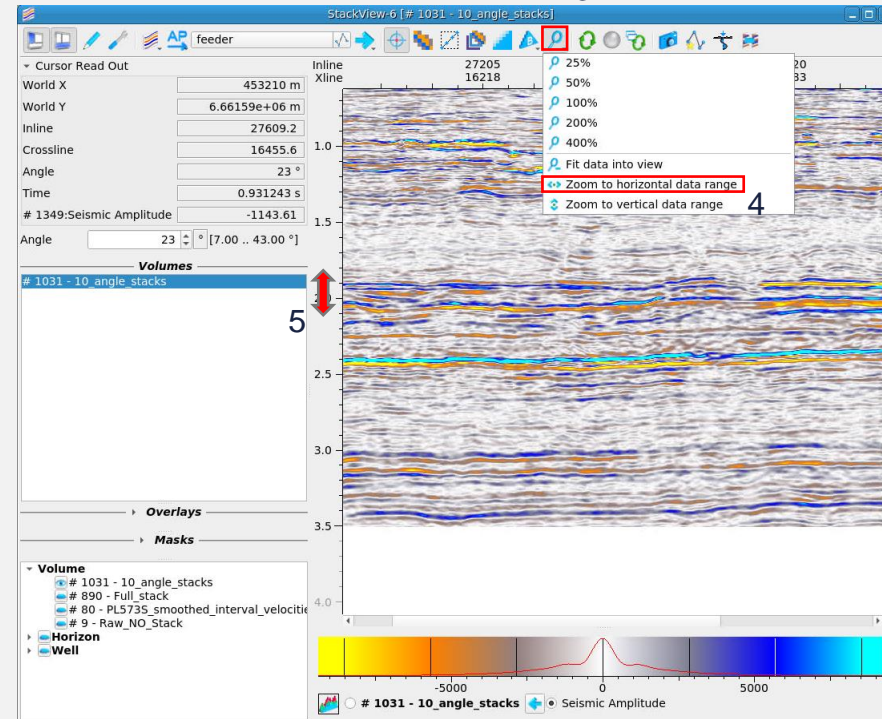 StackView-6 [# 1031 - 10_angle_stacks]
AP feeder
Cursor Read Out
World X 453210 m
World Y 6.66159e+06 m
Inline 27609.2
Crossline 16455.6
Angle 23 °
Time 0.931243 s
# 1349:Seismic Amplitude -1143.61
Angle 23 ° [7.00 .. 43.00 °]
Volumes
# 1031 - 10_angle_stacks
5
Overlays
Masks
Volume
# 1031 - 10_angle_stacks
# 890 - Full_stack
# 80 - PL573S_smoothed_interval_velocitie
# 9 - Raw_NO_Stack
Horizon
Well
Inline 27205
Xline 16218
25%
50%
100%
200%
400%
Fit data into view
Zoom to horizontal data range
Zoom to vertical data range
4
1.0
1.5
2.5
3.0
3.5
4.0
-5000 0 5000
# 1031 - 10_angle_stacks Seismic Amplitude